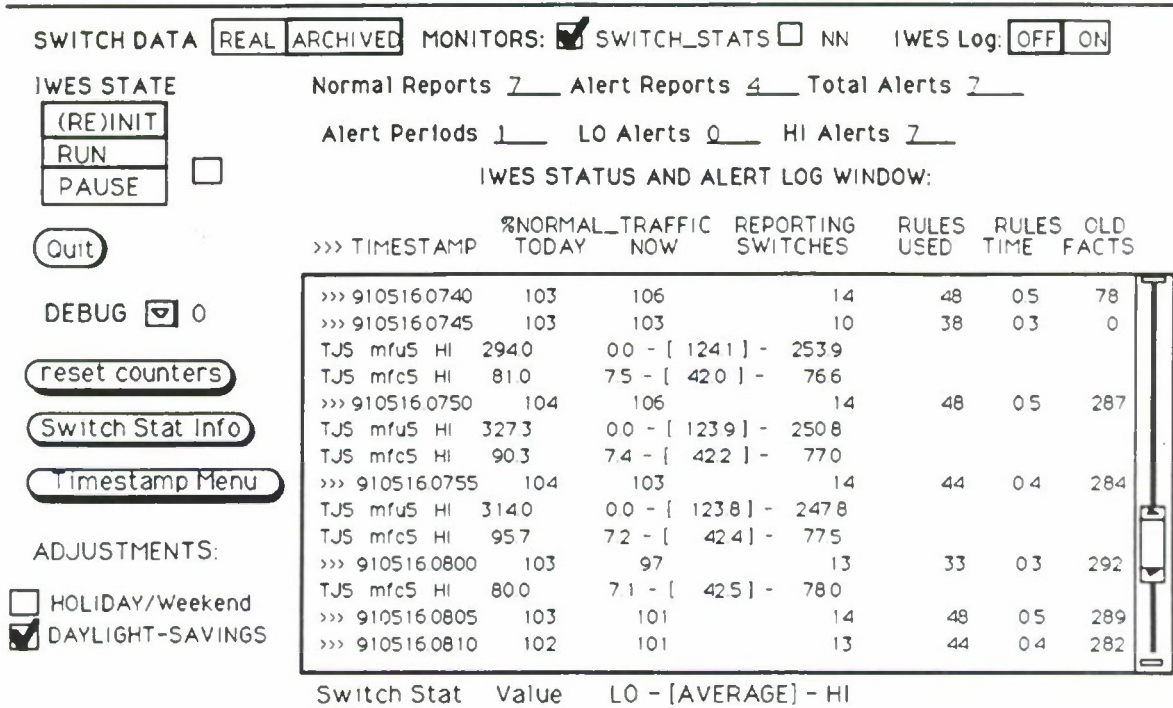 SWITCH DATA REAL ARCHIVED MONITORS: SWITCH_STATS NN IWES Log: OFF ON
IWES STATE
(RE)INIT
RUN
PAUSE
Normal Reports 7 Alert Reports 4 Total Alerts 7
Alert Periods 1 LO Alerts 0 HI Alerts 7
IWES STATUS AND ALERT LOG WINDOW:
Quit
%NORMAL_TRAFFIC REPORTING RULES RULES OLD
>>> TIMESTAMP TODAY NOW SWITCHES USED TIME FACTS
DEBUG 0
reset counters
Switch Stat Info
Timestamp Menu
ADJUSTMENTS:
HOLIDAY/Weekend
DAYLIGHT-SAVINGS
>>> 910516.0740 103 106 14 48 0.5 78
>>> 910516.0745 103 103 10 38 0.3 0
TJS mfu5 HI 294.0 0.0 - [ 124.1 ] - 253.9
TJS mfc5 HI 81.0 7.5 - [ 42.0 ] - 76.6
>>> 910516.0750 104 106 14 48 0.5 287
TJS mfu5 HI 327.3 0.0 - [ 123.9 ] - 250.8
TJS mfc5 HI 90.3 7.4 - [ 42.2 ] - 77.0
>>> 910516.0755 104 103 14 44 0.4 284
TJS mfu5 HI 314.0 0.0 - [ 123.8 ] - 247.8
TJS mfc5 HI 95.7 7.2 - [ 42.4 ] - 77.5
>>> 910516.0800 103 97 13 33 0.3 292
TJS mfc5 HI 80.0 7.1 - [ 42.5 ] - 78.0
>>> 910516.0805 103 101 14 48 0.5 289
>>> 910516.0810 102 101 13 44 0.4 282
Switch Stat Value LO - [AVERAGE] - HI